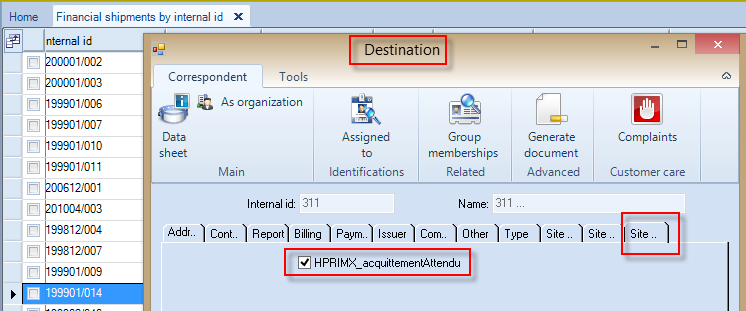 Home
Financial shipments by internal id
nternal id
200001/002
200001/003
199901/006
199901/007
199901/010
199901/011
200612/001
201004/003
199812/004
199812/007
199901/009
199901/014
Destination
Correspondent Tools
Data sheet
As organization
Main
Assigned to
Identifications
Group memberships
Related
Generate document
Advanced
Complaints
Customer care
Internal id: 311
Name: 311 ...
Addr.. Cont.. Report Billing Paym.. Issuer Com.. Other Type Site .. Site .. Site ..
HPRIMX_acquittementAttendu